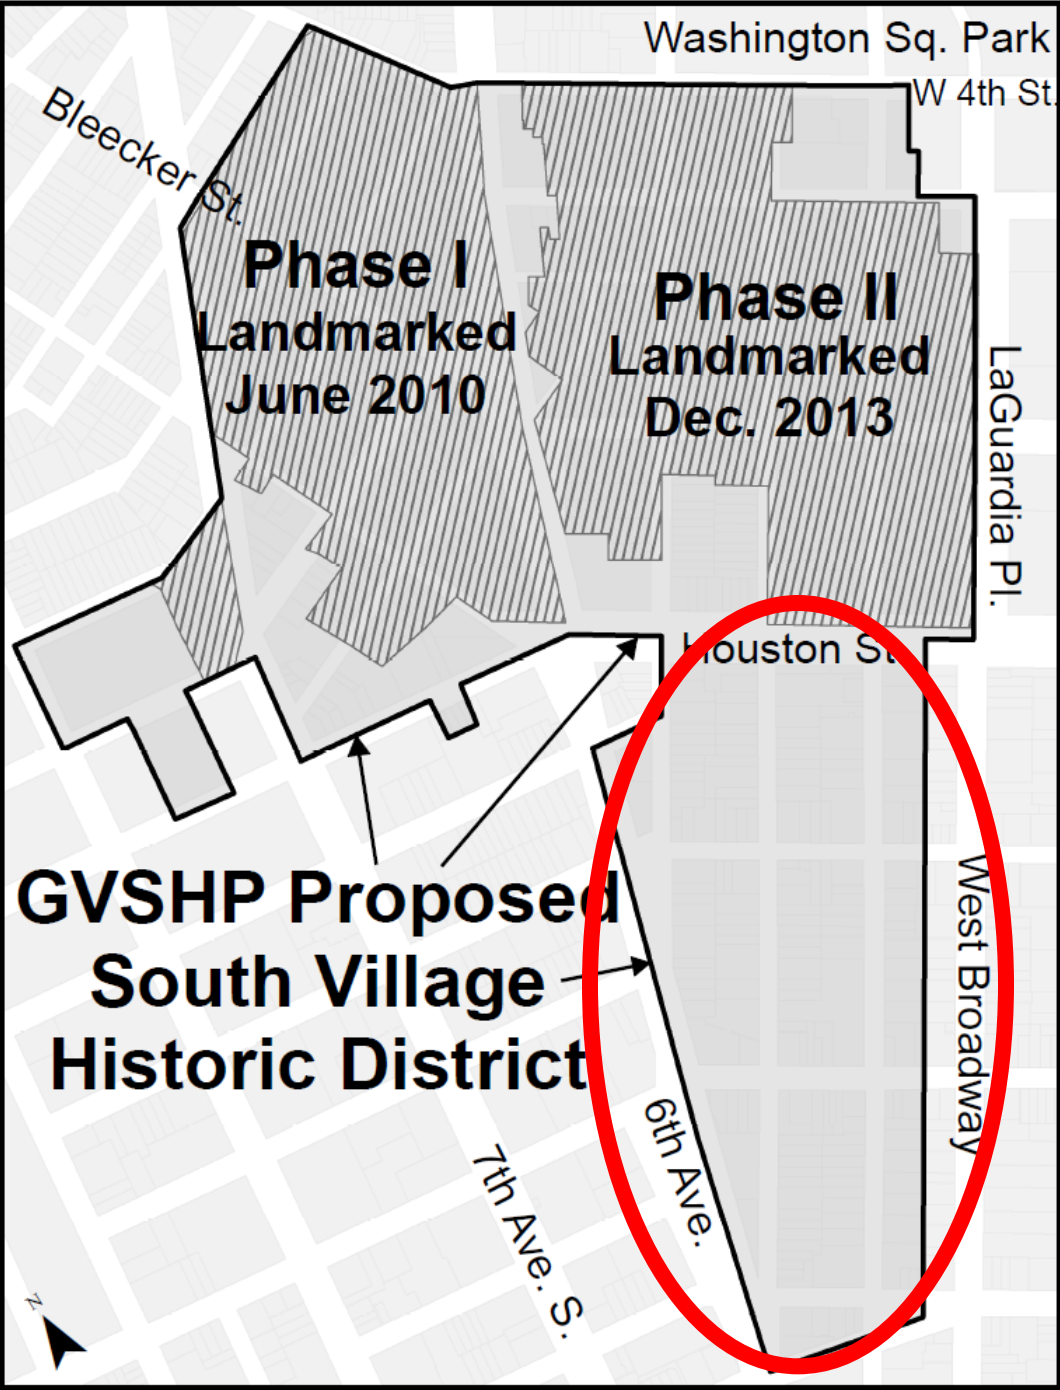 Washington Sq. Park
W 4th St.
Bleecker St.
Phase I
Landmarked
June 2010
Phase II
Landmarked
Dec. 2013
LaGuardia Pl.
Houston St
GVSHP Proposed
South Village
Historic District
West Broadway
6th Ave.
7th Ave. S.
N